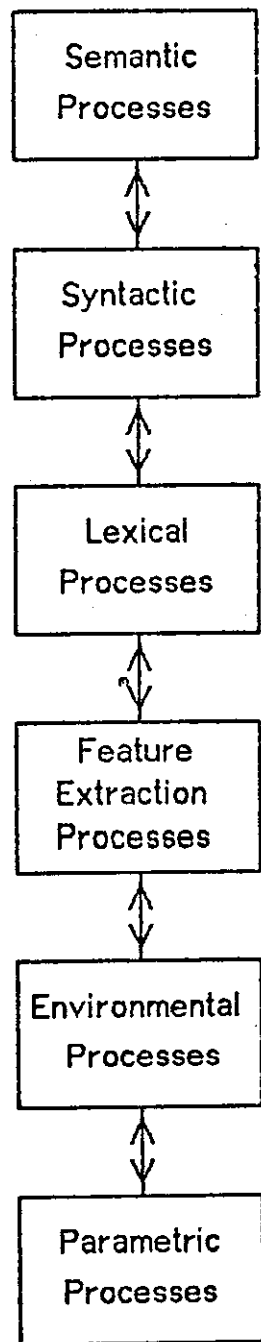 Semantic
Processes
Syntactic
Processes
Lexical
Processes
Feature
Extraction
Processes
Environmental
Processes
Parametric
Processes